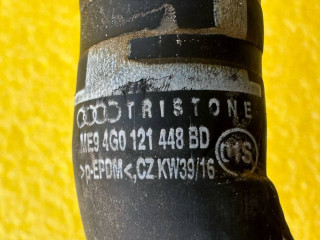 TRISTONE
ME9 4G0 121 448 BD
>p-EPDM<,CZ KW39/16
01S